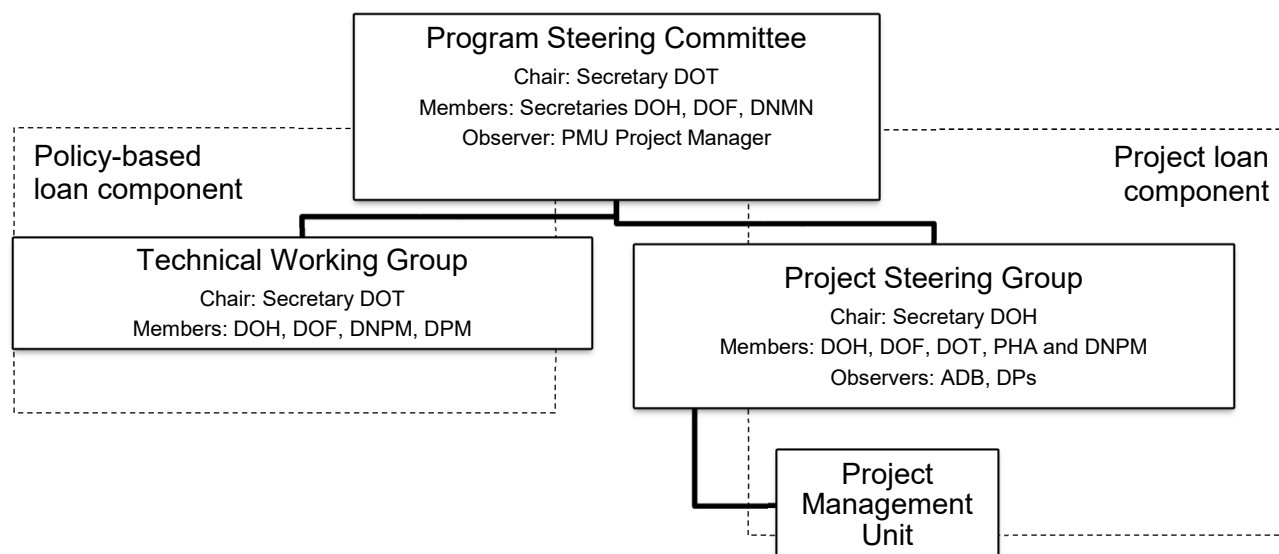 Program Steering Committee
Chair: Secretary DOT
Members: Secretaries DOH, DOF, DNMN
Observer: PMU Project Manager
Policy-based
loan component
Project loan
component
Technical Working Group
Chair: Secretary DOT
Members: DOH, DOF, DNPM, DPM
Project Steering Group
Chair: Secretary DOH
Members: DOH, DOF, DOT, PHA and DNPM
Observers: ADB, DPs
Project
Management
Unit